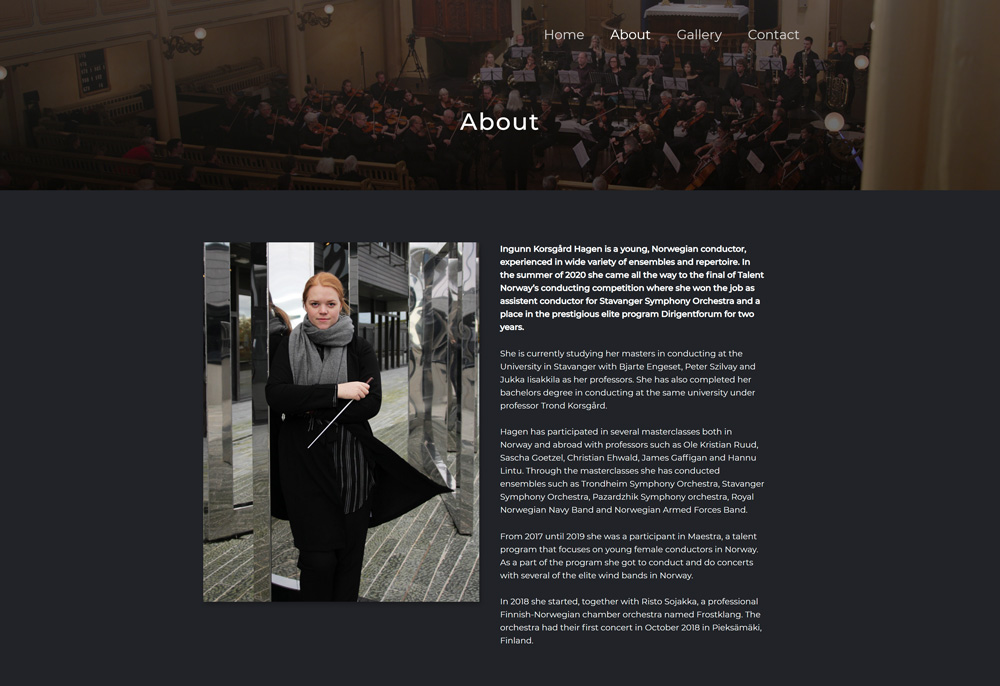 Home About Gallery Contact
About
Ingunn Korsgård Hagen is a young, Norwegian conductor,
experienced in wide variety of ensembles and repertoire. In
the summer of 2020 she came all the way to the final of Talent
Norway's conducting competition where she won the job as
assistent conductor for Stavanger Symphony Orchestra and a
place in the prestigious elite program Dirigentforum for two
years.
She is currently studying her masters in conducting at the
University in Stavanger with Bjarte Engeset, Peter Szilvay and
Jukka Iisakkila as her professors. She has also completed her
bachelors degree in conducting at the same university under
professor Trond Korsgård.
Hagen has participated in several masterclasses both in
Norway and abroad with professors such as Ole Kristian Ruud,
Sascha Goetzel, Christian Ehwald, James Gaffigan and Hannu
Lintu. Through the masterclasses she has conducted
ensembles such as Trondheim Symphony Orchestra, Stavanger
Symphony Orchestra, Pazardzhik Symphony orchestra, Royal
Norwegian Navy Band and Norwegian Armed Forces Band.
From 2017 until 2019 she was a participant in Maestra, a talent
program that focuses on young female conductors in Norway.
As a part of the program she got to conduct and do concerts
with several of the elite wind bands in Norway.
In 2018 she started, together with Risto Sojakka, a professional
Finnish-Norwegian chamber orchestra named Frostklang. The
orchestra had their first concert in October 2018 in Pieksämäki,
Finland.